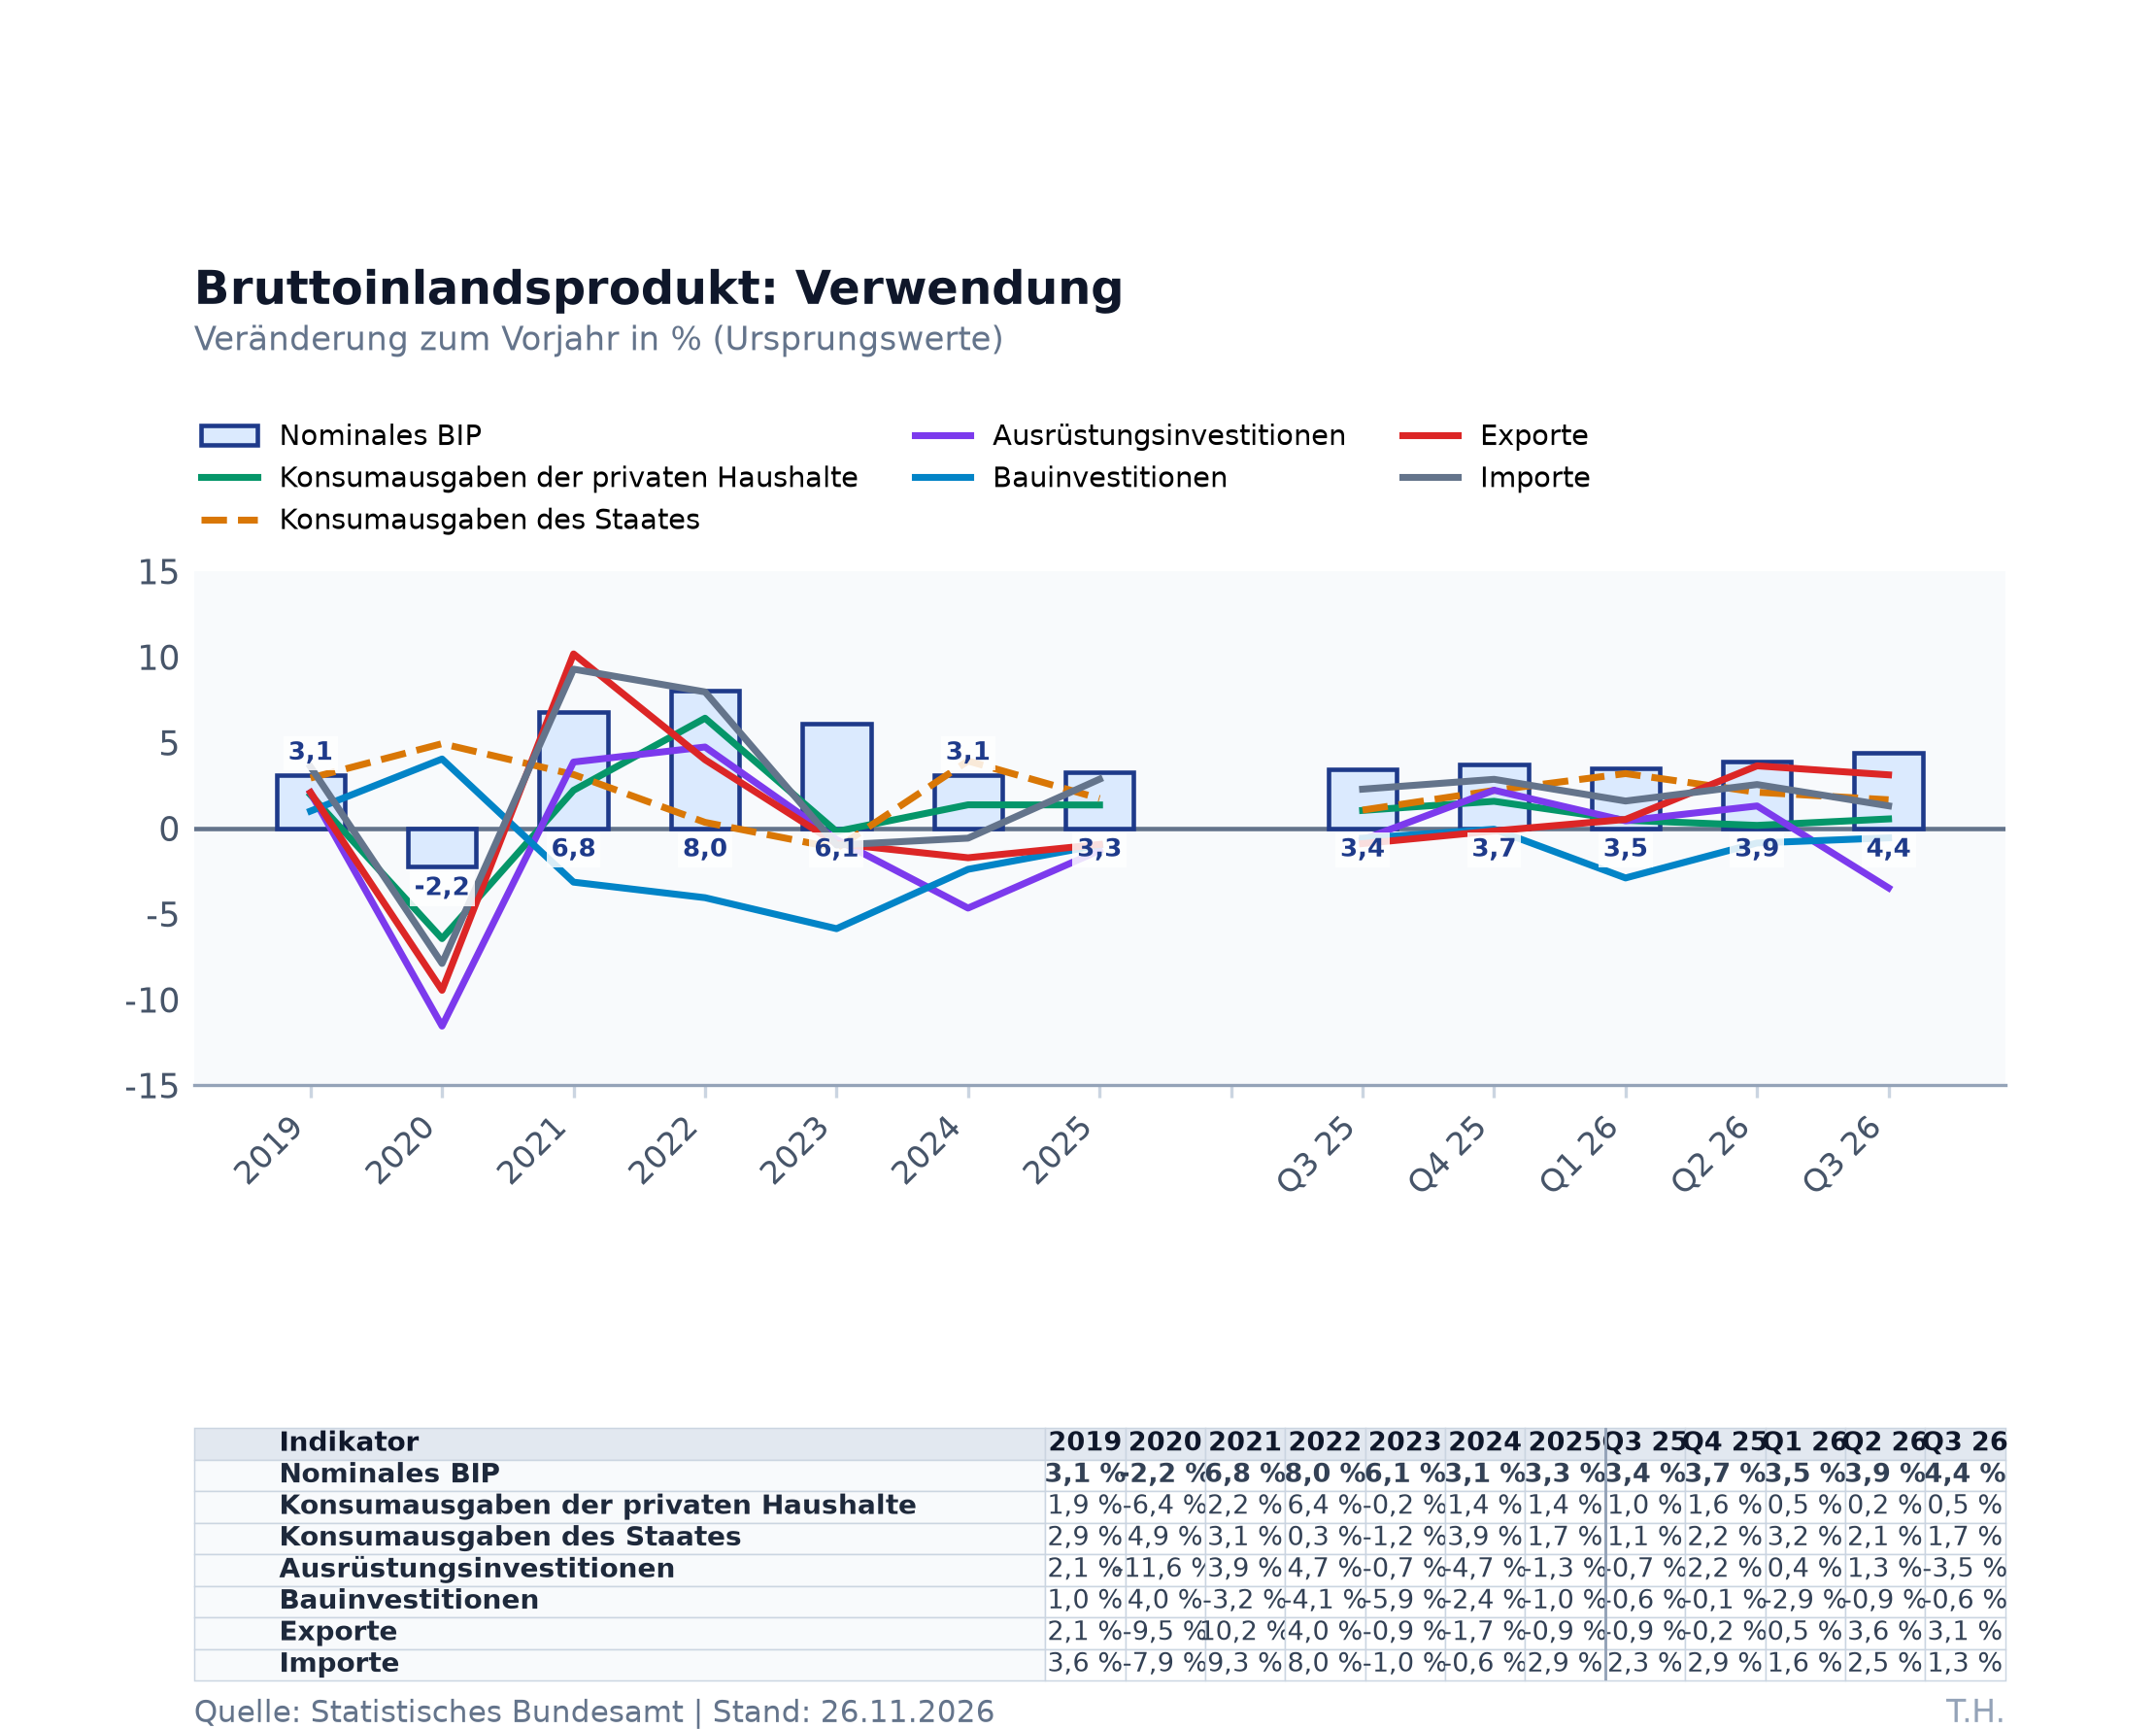 Bruttoinlandsprodukt: Verwendung
Veränderung zum Vorjahr in % (Ursprungswerte)
Nominales BIP Ausrüstungsinvestitionen Exporte
Konsumausgaben der privaten Haushalte Bauinvestitionen Importe
Konsumausgaben des Staates
15
10
5
0
-5
-10
-15
3,1 -2,2 6,8 8,0 6,1 3,1 3,3 3,4 3,7 3,5 3,9 4,4
2019 2020 2021 2022 2023 2024 2025 Q3 25 Q4 25 Q1 26 Q2 26 Q3 26
Indikator 2019 2020 2021 2022 2023 2024 2025 Q3 25 Q4 25 Q1 26 Q2 26 Q3 26
Nominales BIP 3,1 % -2,2 % 6,8 % 8,0 % 6,1 % 3,1 % 3,3 % 3,4 % 3,7 % 3,5 % 3,9 % 4,4 %
Konsumausgaben der privaten Haushalte 1,9 % -6,4 % 2,2 % 6,4 % -0,2 % 1,4 % 1,4 % 1,0 % 1,6 % 0,5 % 0,2 % 0,5 %
Konsumausgaben des Staates 2,9 % 4,9 % 3,1 % 0,3 % -1,2 % 3,9 % 1,7 % 1,1 % 2,2 % 3,2 % 2,1 % 1,7 %
Ausrüstungsinvestitionen 2,1 % -11,6 % 3,9 % 4,7 % -0,7 % -4,7 % -1,3 % -0,7 % 2,2 % 0,4 % 1,3 % -3,5 %
Bauinvestitionen 1,0 % 4,0 % -3,2 % -4,1 % -5,9 % -2,4 % -1,0 % -0,6 % -0,1 % -2,9 % -0,9 % -0,6 %
Exporte 2,1 % -9,5 % 10,2 % 4,0 % -0,9 % -1,7 % -0,9 % -0,9 % -0,2 % 0,5 % 3,6 % 3,1 %
Importe 3,6 % -7,9 % 9,3 % 8,0 % -1,0 % -0,6 % 2,9 % 2,3 % 2,9 % 1,6 % 2,5 % 1,3 %
Quelle: Statistisches Bundesamt | Stand: 26.11.2026 T.H.